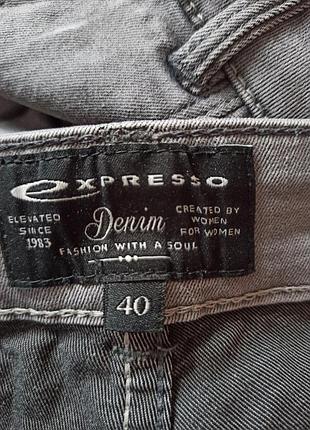 eXPRESSO
ELEVATED SINCE 1983
Denim
CREATED BY WOMEN FOR WOMEN
FASHION WITH A SOUL
40